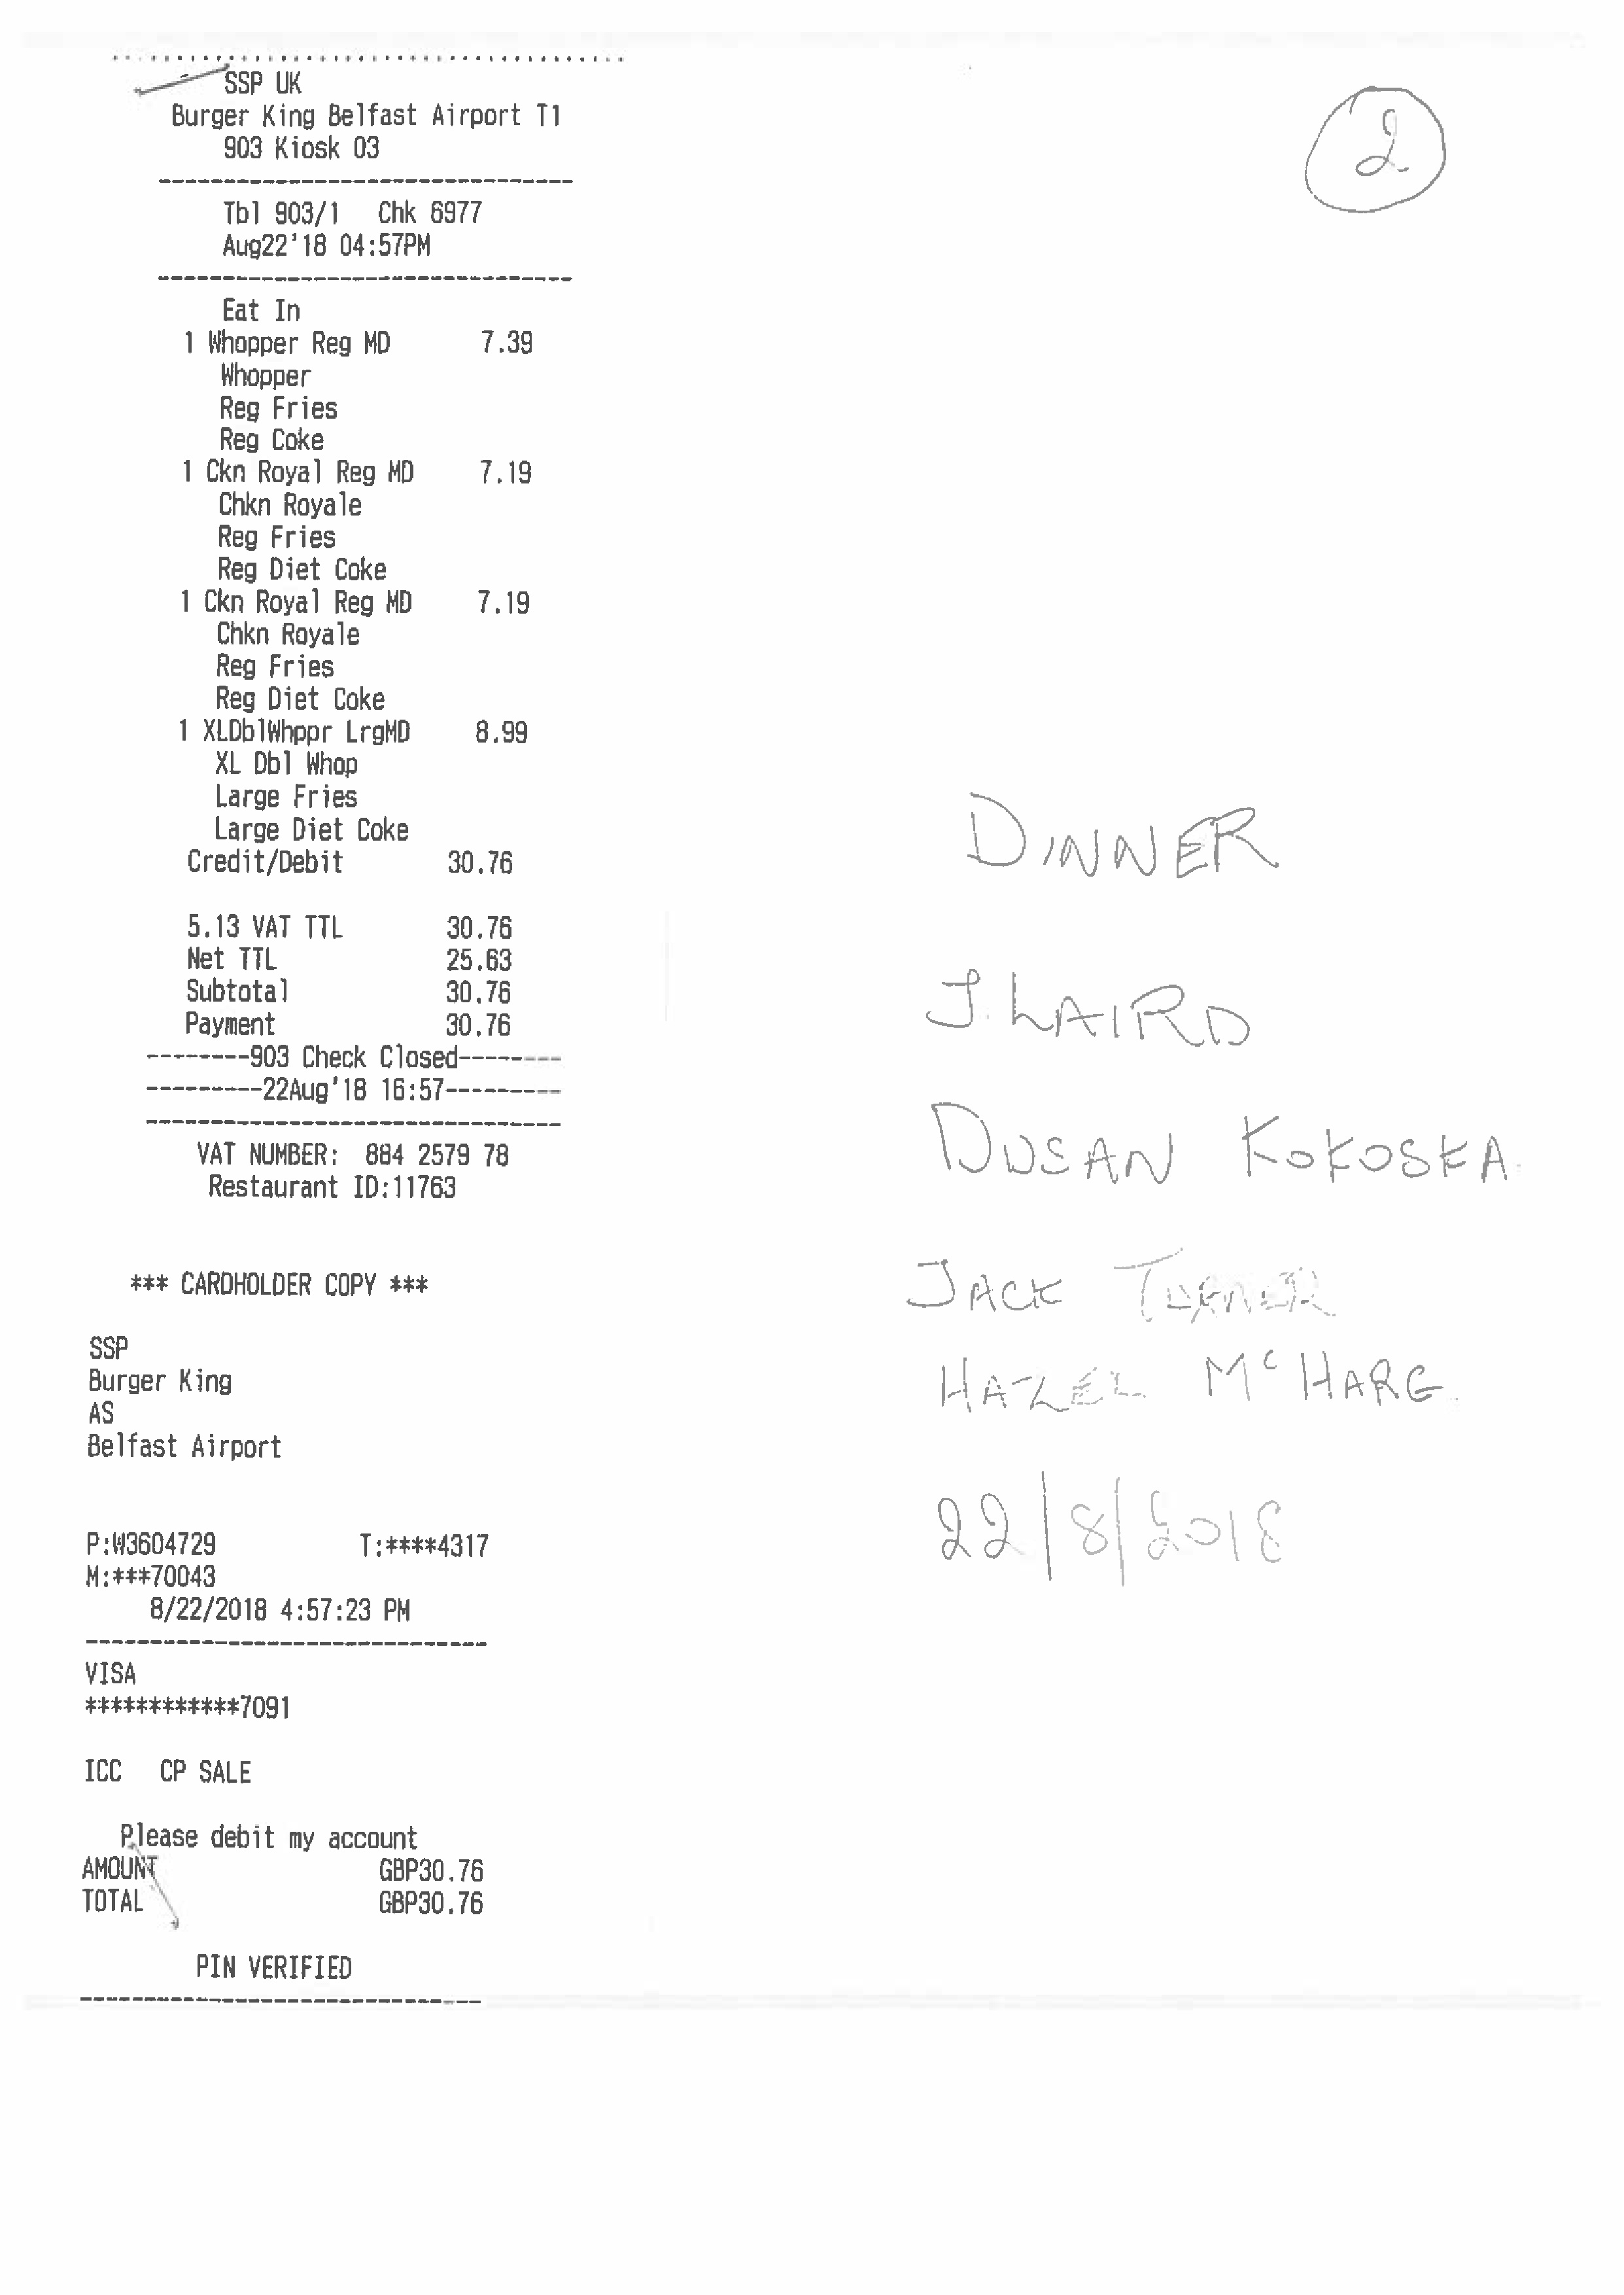 SSP UK
Burger King Belfast Airport T1
903 Kiosk 03
Tbl 903/1 Chk 6977
Aug22'18 04:57PM
Eat In
1 Whopper Reg MD 7.39
Whopper
Reg Fries
Reg Coke
1 Ckn Royal Reg MD 7.19
Chkn Royale
Reg Fries
Reg Diet Coke
1 Ckn Royal Reg MD 7.19
Chkn Royale
Reg Fries
Reg Diet Coke
1 XLDblWhppr LrgMD 8.99
XL Dbl Whop
Large Fries
Large Diet Coke
Credit/Debit 30.76
5.13 VAT TTL 30.76
Net TTL 25.63
Subtotal 30.76
Payment 30.76
--------903 Check Closed--------
---------22Aug'18 16:57---------
VAT NUMBER: 884 2579 78
Restaurant ID:11763
*** CARDHOLDER COPY ***
SSP
Burger King
AS
Belfast Airport
P:W3604729 T:****4317
M:***70043
8/22/2018 4:57:23 PM
VISA
************7091
ICC CP SALE
Please debit my account
AMOUNT GBP30.76
TOTAL GBP30.76
PIN VERIFIED
2
DINNER
J. LAIRD
DUSAN KOKOSKA
JACK TURNER
HAZEL McHARG
22/8/2018